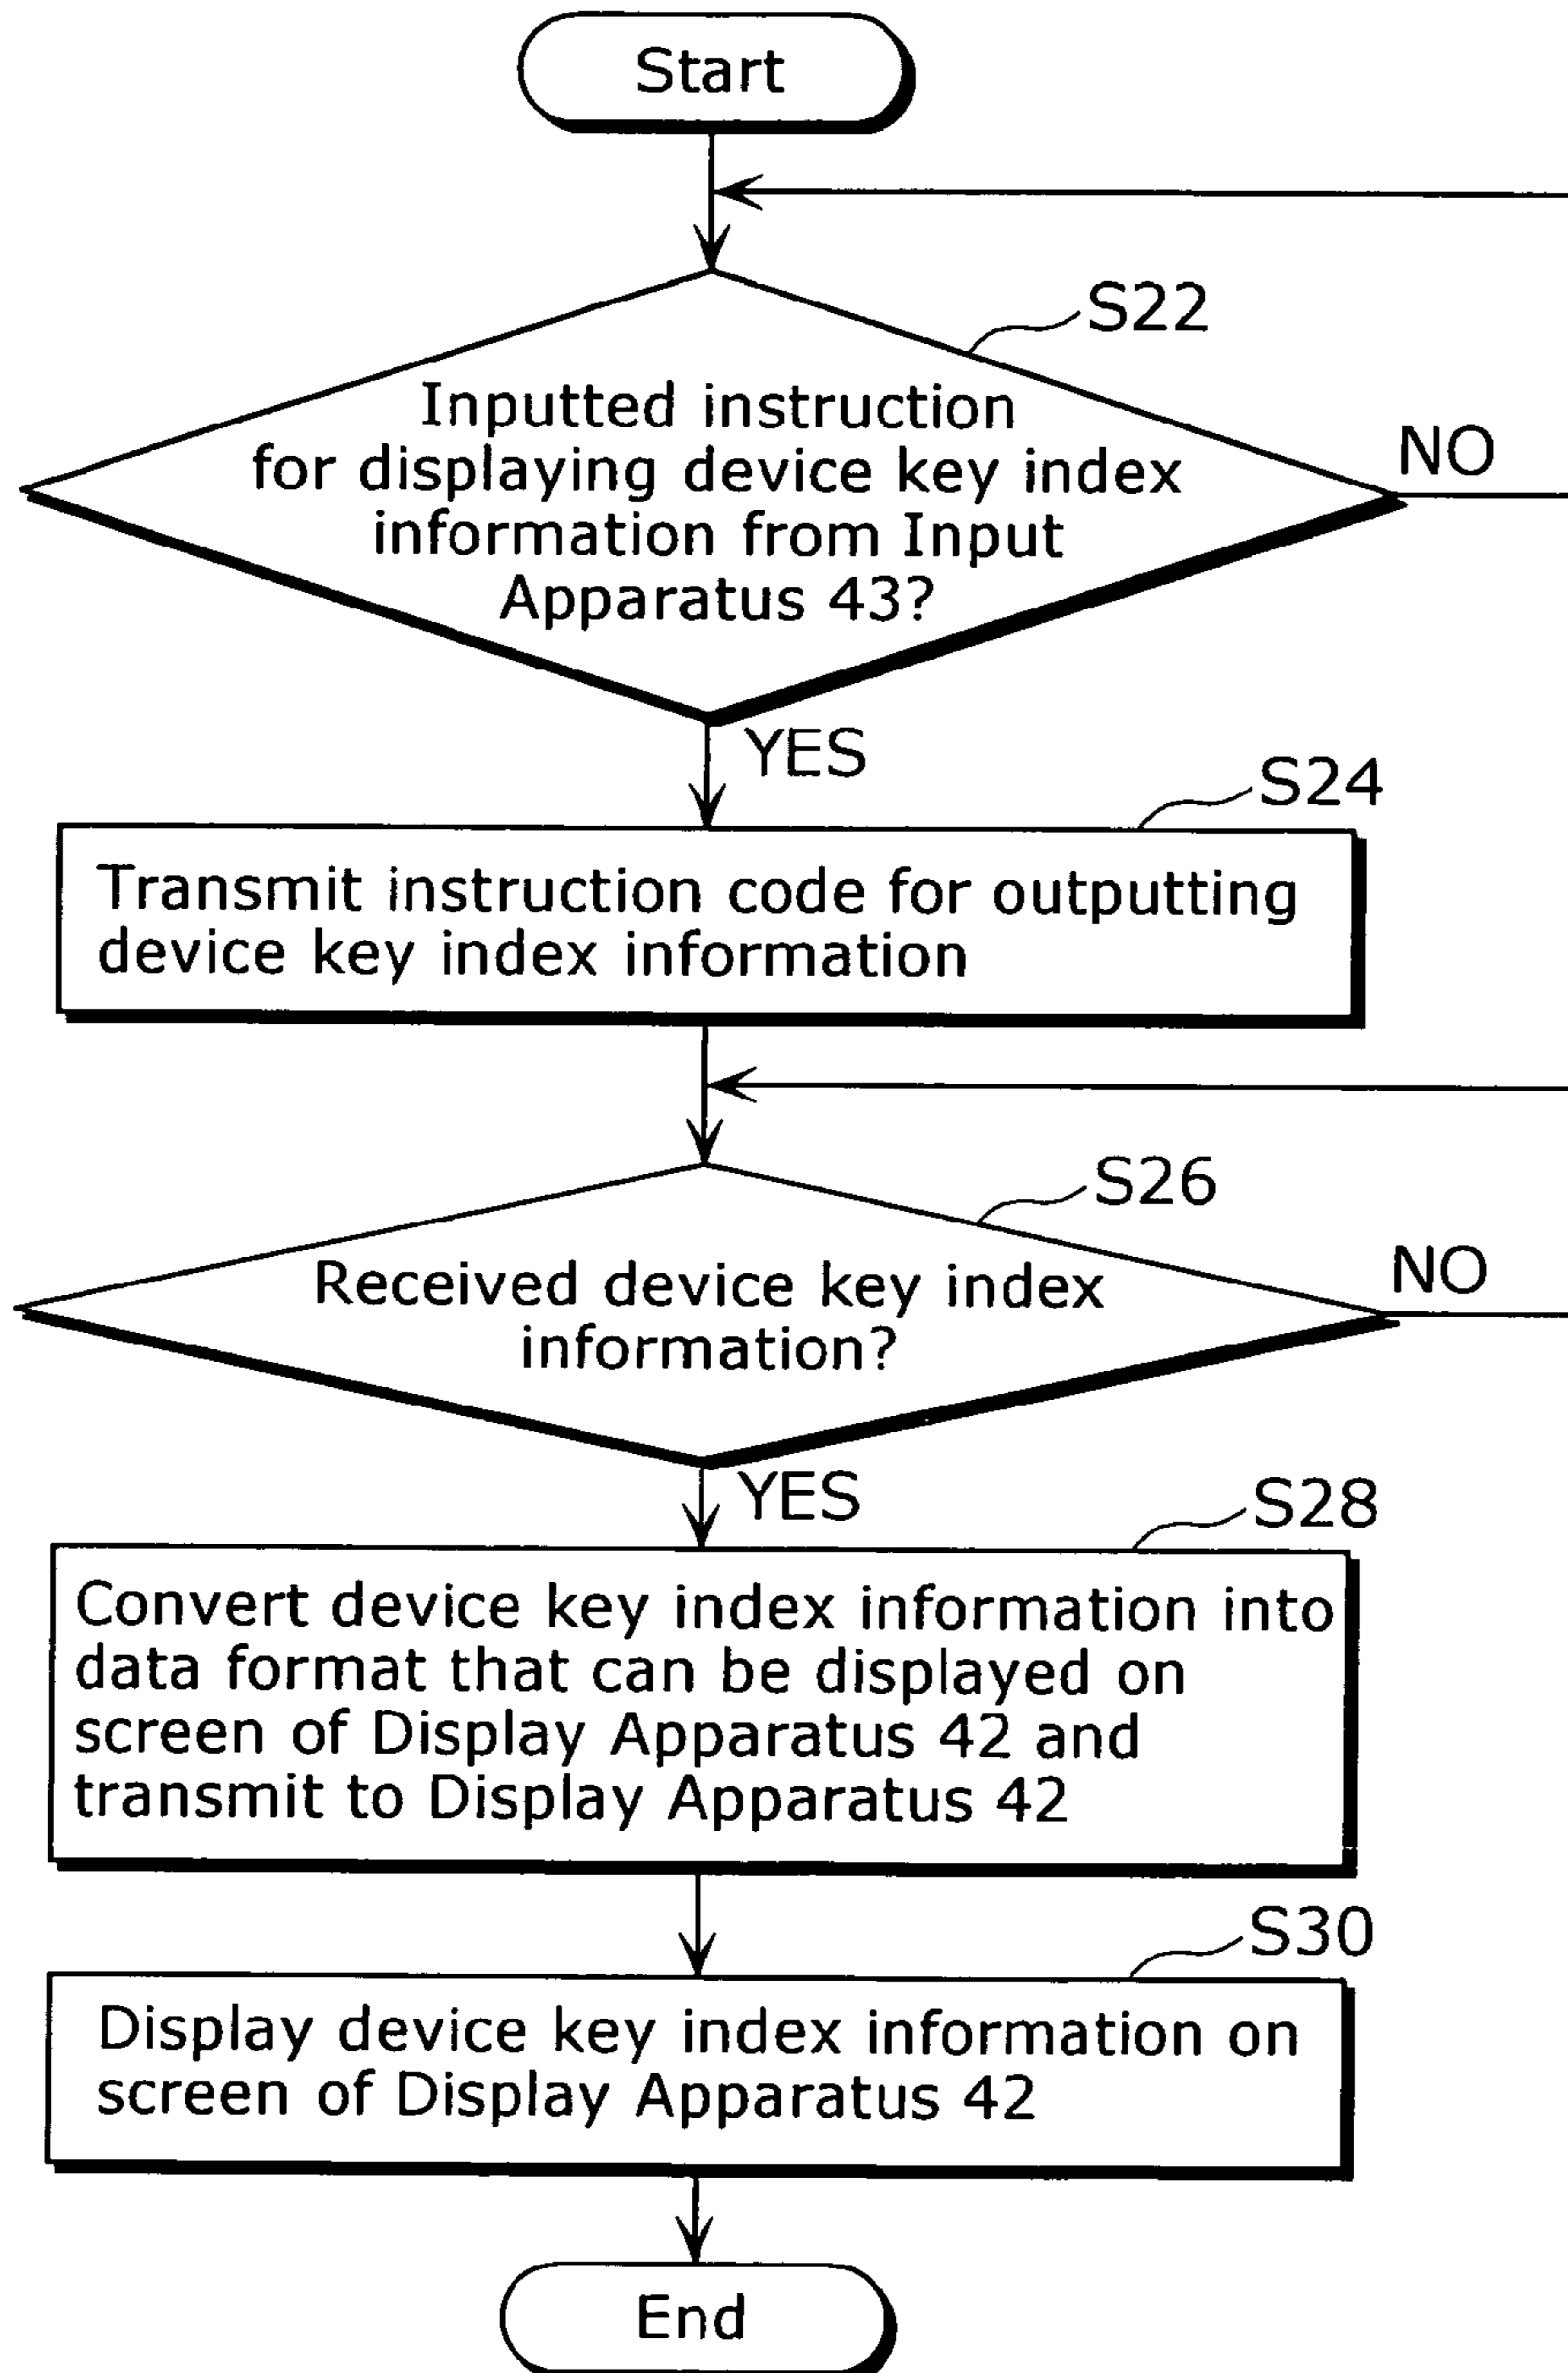 Start
S22
Inputted instruction
for displaying device key index
information from Input
Apparatus 43?
NO
YES
S24
Transmit instruction code for outputting
device key index information
S26
Received device key index
information?
NO
YES
S28
Convert device key index information into
data format that can be displayed on
screen of Display Apparatus 42 and
transmit to Display Apparatus 42
S30
Display device key index information on
screen of Display Apparatus 42
End